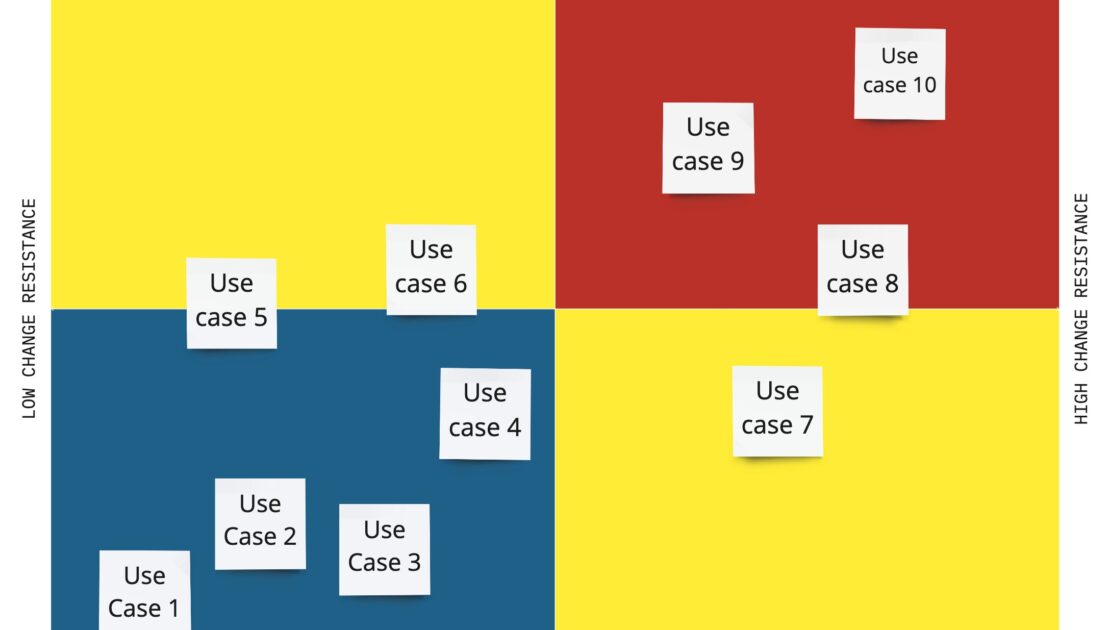 LOW CHANGE RESISTANCE
Use
case 10
Use
case 9
Use
case 6
Use
case 8
Use
case 5
Use
case 4
Use
case 7
Use
Case 2
Use
Case 3
Use
Case 1
HIGH CHANGE RESISTANCE